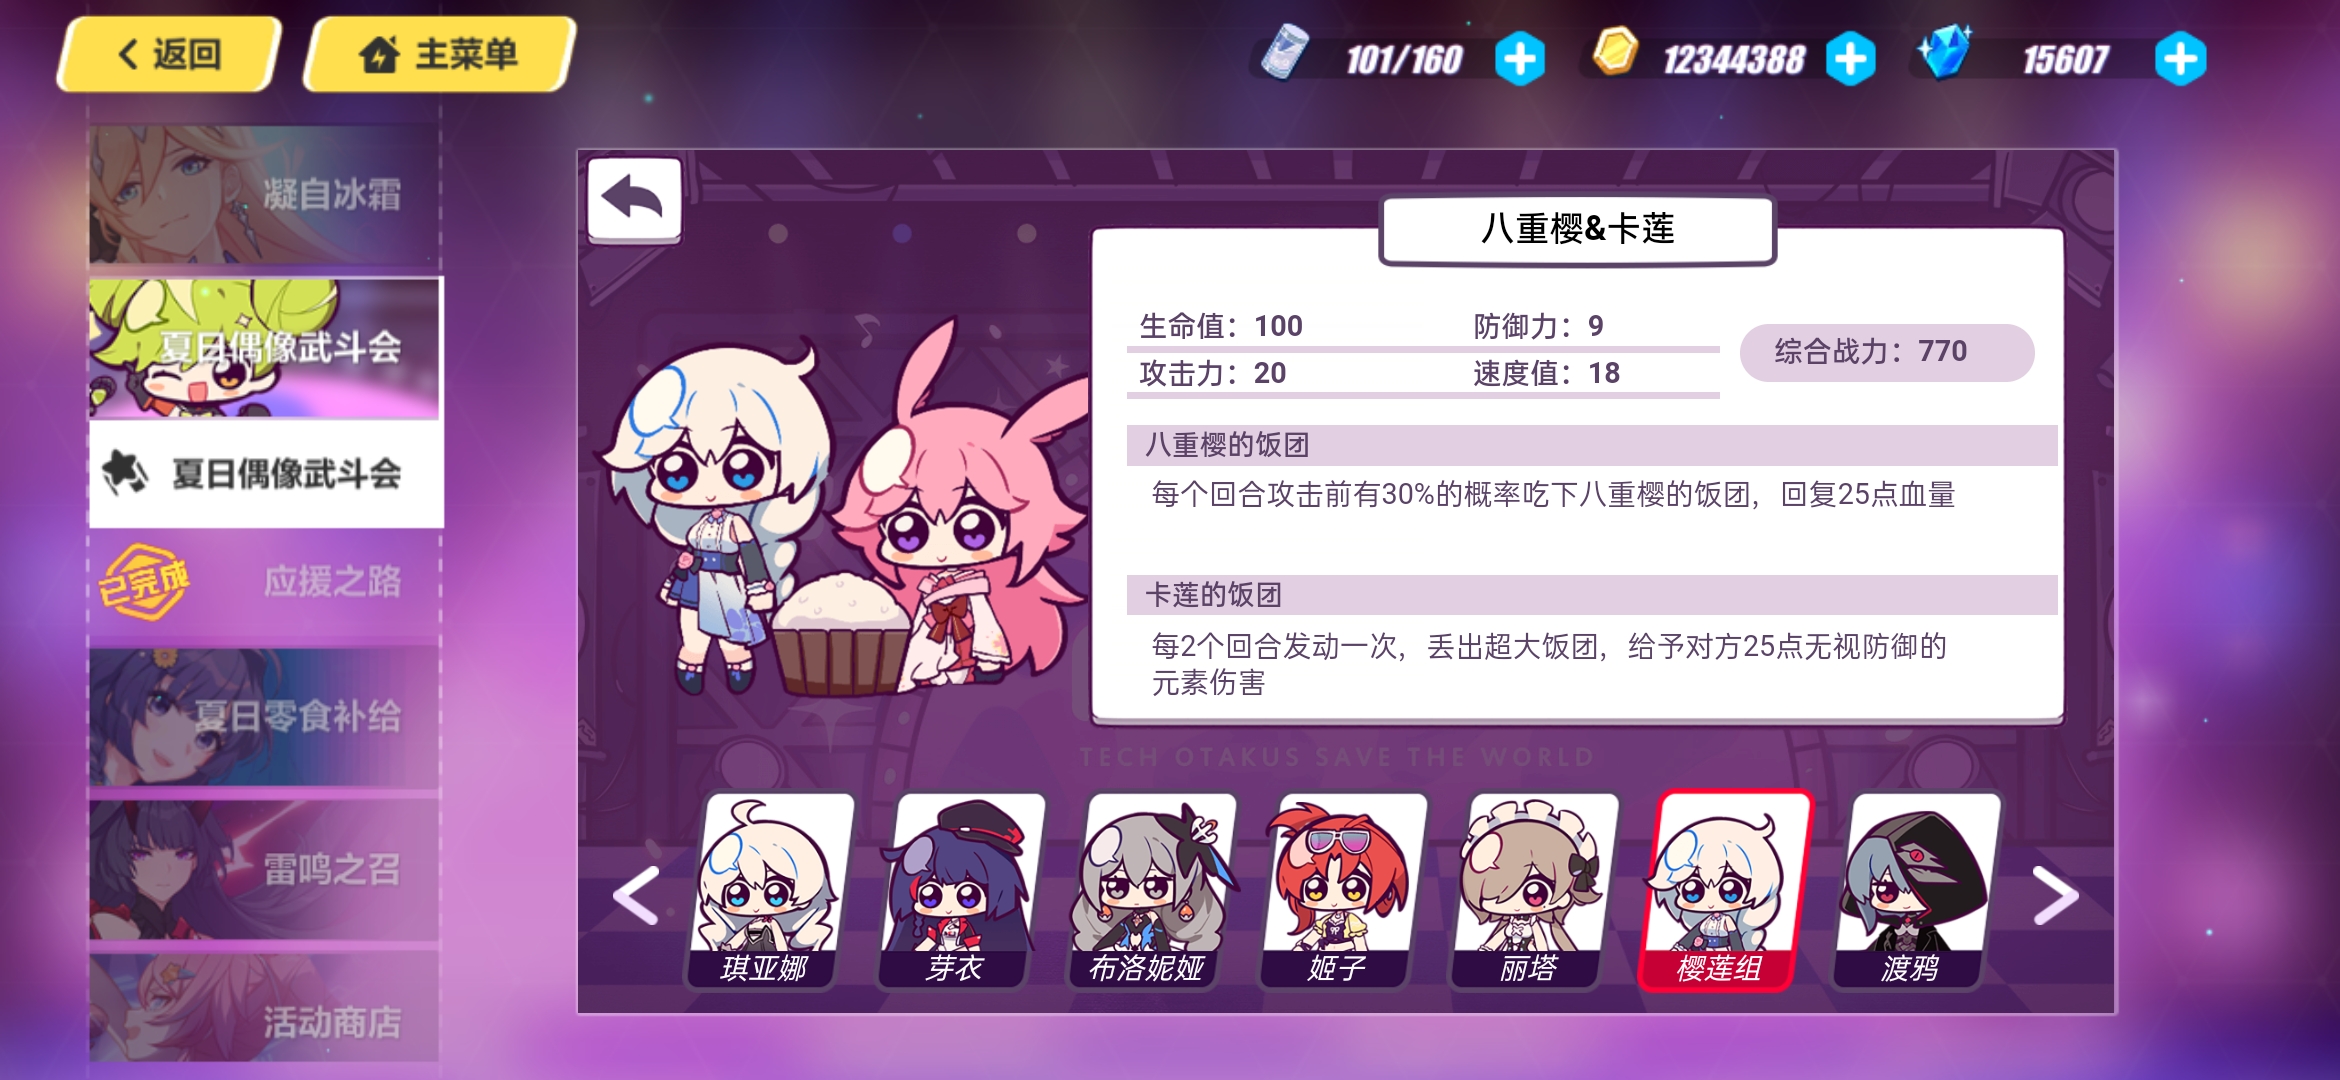 返回
主菜单
101/160
12344388
15607
凝自冰霜
夏日偶像武斗会
夏日偶像武斗会
已完成
应援之路
夏日零食补给
雷鸣之召
活动商店
八重樱&卡莲
生命值：100
防御力：9
攻击力：20
速度值：18
综合战力：770
八重樱的饭团
每个回合攻击前有30%的概率吃下八重樱的饭团，回复25点血量
卡莲的饭团
每2个回合发动一次，丢出超大饭团，给予对方25点无视防御的
元素伤害
TECH OTAKUS SAVE THE WORLD
琪亚娜
芽衣
布洛妮娅
姬子
丽塔
樱莲组
渡鸦